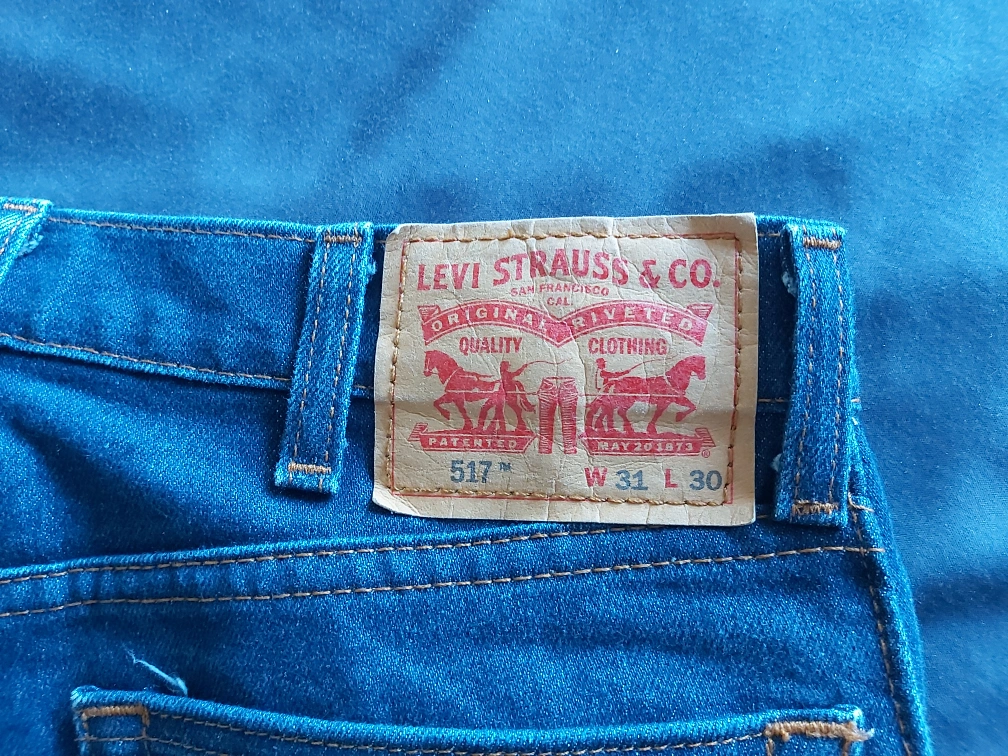 LEVI STRAUSS & CO.
SAN FRANCISCO
CAL.
ORIGINAL RIVETED
QUALITY CLOTHING
PATENTED MAY 20 1873 ®
517™ W 31 L 30